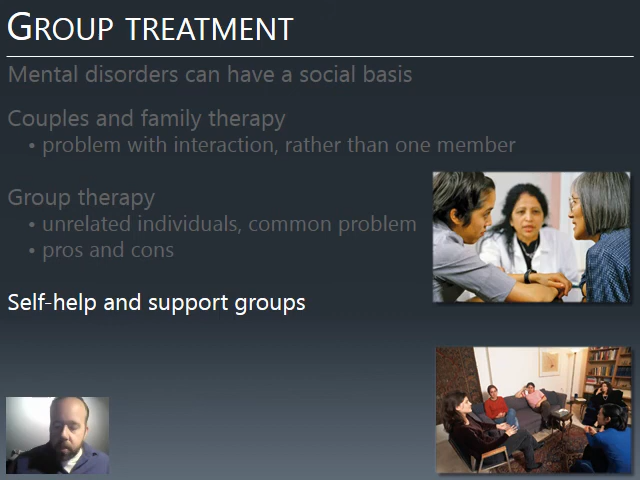 GROUP TREATMENT
Mental disorders can have a social basis
Couples and family therapy
• problem with interaction, rather than one member
Group therapy
• unrelated individuals, common problem
• pros and cons
Self-help and support groups